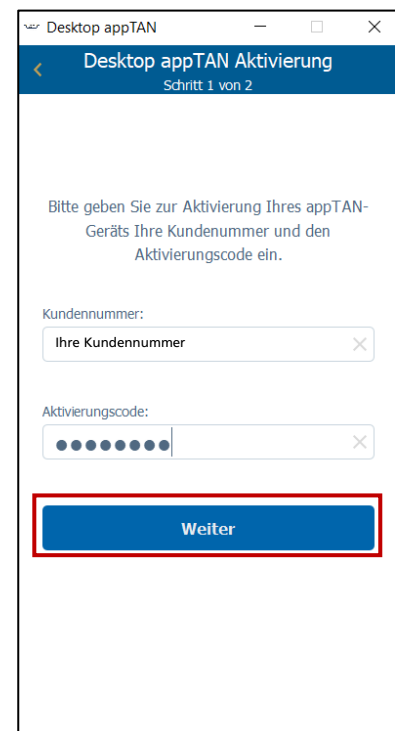 Desktop appTAN
Desktop appTAN Aktivierung
Schritt 1 von 2
Bitte geben Sie zur Aktivierung Ihres appTAN-
Geräts Ihre Kundenummer und den
Aktivierungscode ein.
Kundennummer:
Ihre Kundennummer
Aktivierungscode:
●●●●●●●●
Weiter